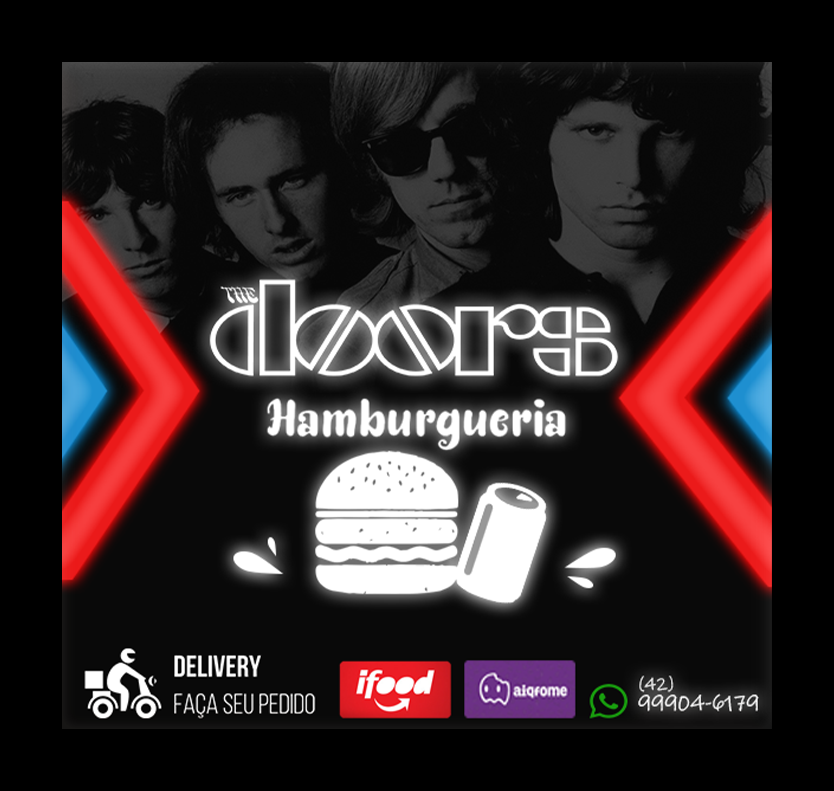 THE
doors
Hamburgueria
DELIVERY
FAÇA SEU PEDIDO
ifood
aiqfome
(42)
99904-6179